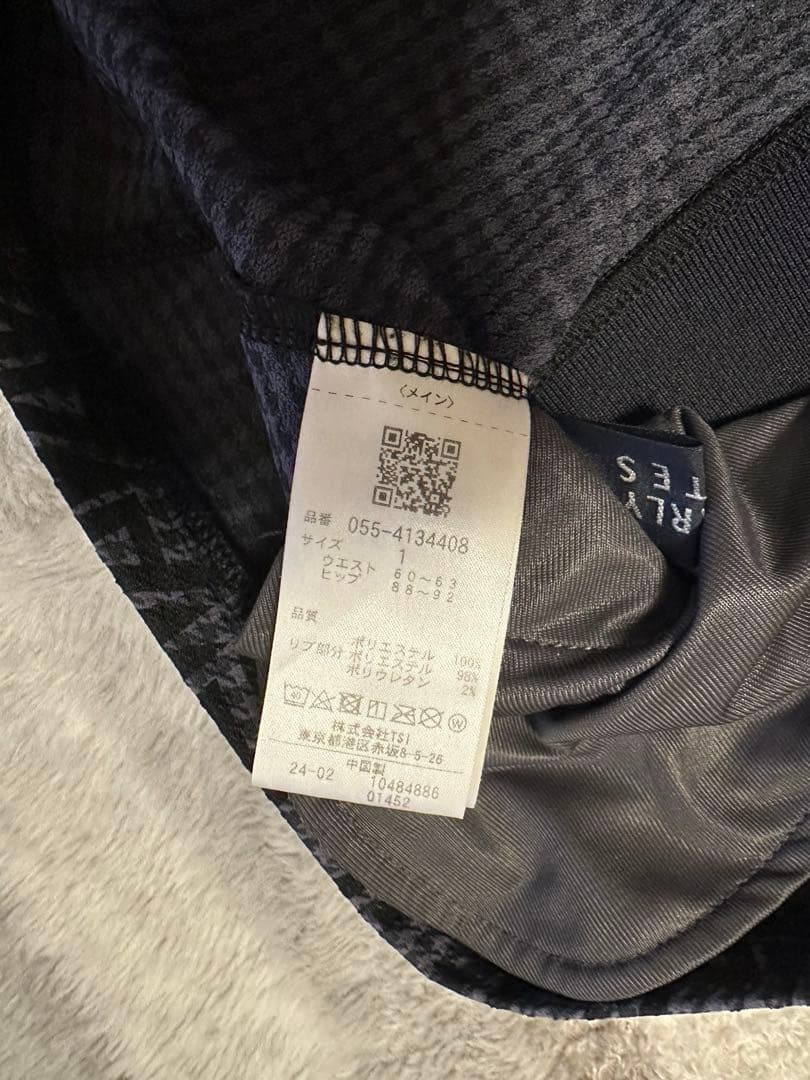 〈メイン〉
品番 055-4134408
サイズ 1
ウエスト 60～63
ヒップ 88～92
品質
ポリエステル 100%
リブ部分 ポリエステル 98%
ポリウレタン 2%
40
W
株式会社TSI
東京都港区赤坂8-5-26
中国製
24-02 10484886
01452